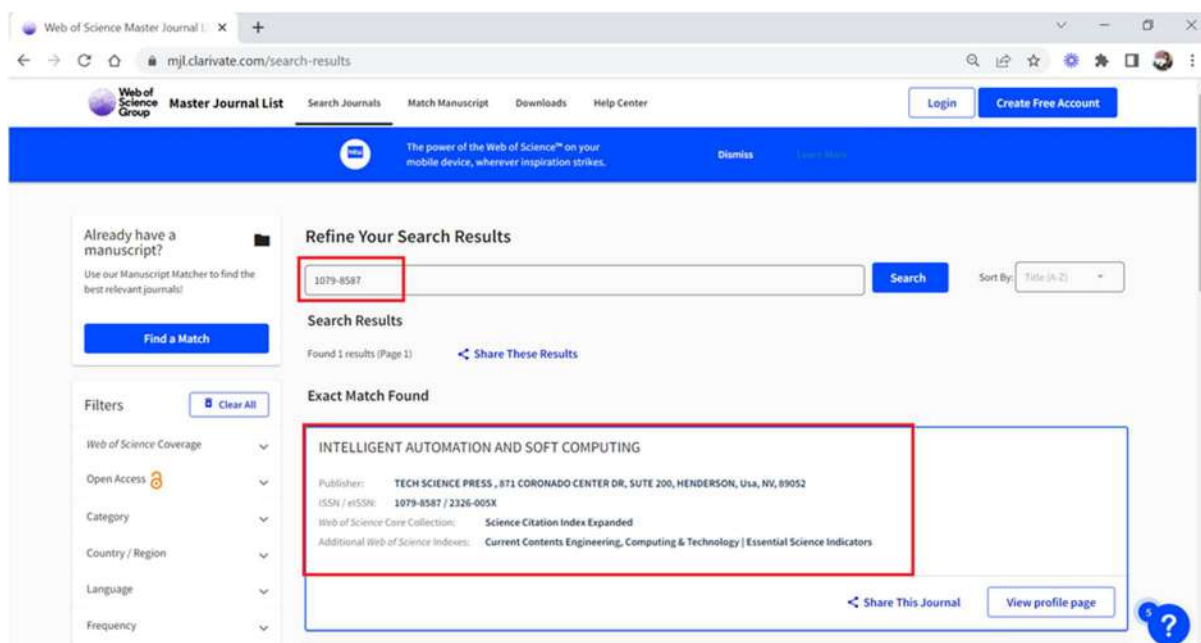 Web of Science Master Journal L
mjl.clarivate.com/search-results
Web of
Science
Group
Master Journal List
Search Journals
Match Manuscript
Downloads
Help Center
Login
Create Free Account
The power of the Web of Science™ on your
mobile device, wherever inspiration strikes.
Dismiss
Learn More
Already have a
manuscript?
Use our Manuscript Matcher to find the
best relevant journals!
Find a Match
Filters
Clear All
Web of Science Coverage
Open Access
Category
Country / Region
Language
Frequency
Refine Your Search Results
1079-8587
Search
Sort By:
Title (A-Z)
Search Results
Found 1 results (Page 1)
Share These Results
Exact Match Found
INTELLIGENT AUTOMATION AND SOFT COMPUTING
Publisher: TECH SCIENCE PRESS , 871 CORONADO CENTER DR, SUTE 200, HENDERSON, Usa, NV, 89052
ISSN / eISSN: 1079-8587 / 2326-005X
Web of Science Core Collection: Science Citation Index Expanded
Additional Web of Science Indexes: Current Contents Engineering, Computing & Technology | Essential Science Indicators
Share This Journal
View profile page
5
?